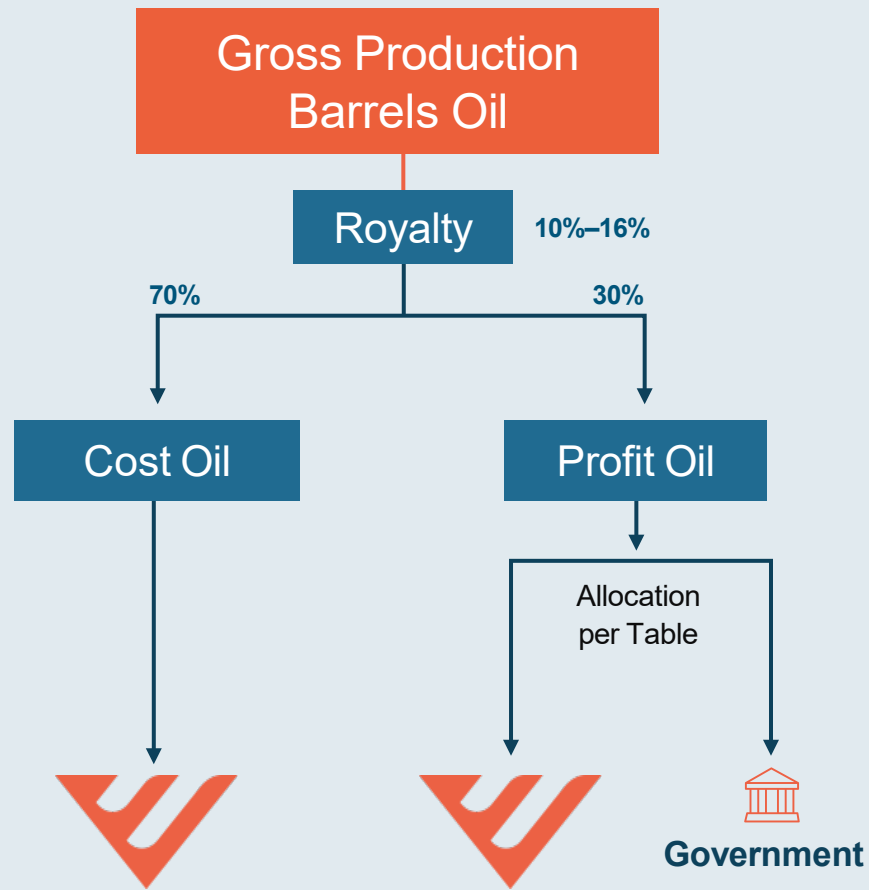 Gross Production
Barrels Oil
Royalty
10%–16%
70%
30%
Cost Oil
Profit Oil
Allocation
per Table
Government